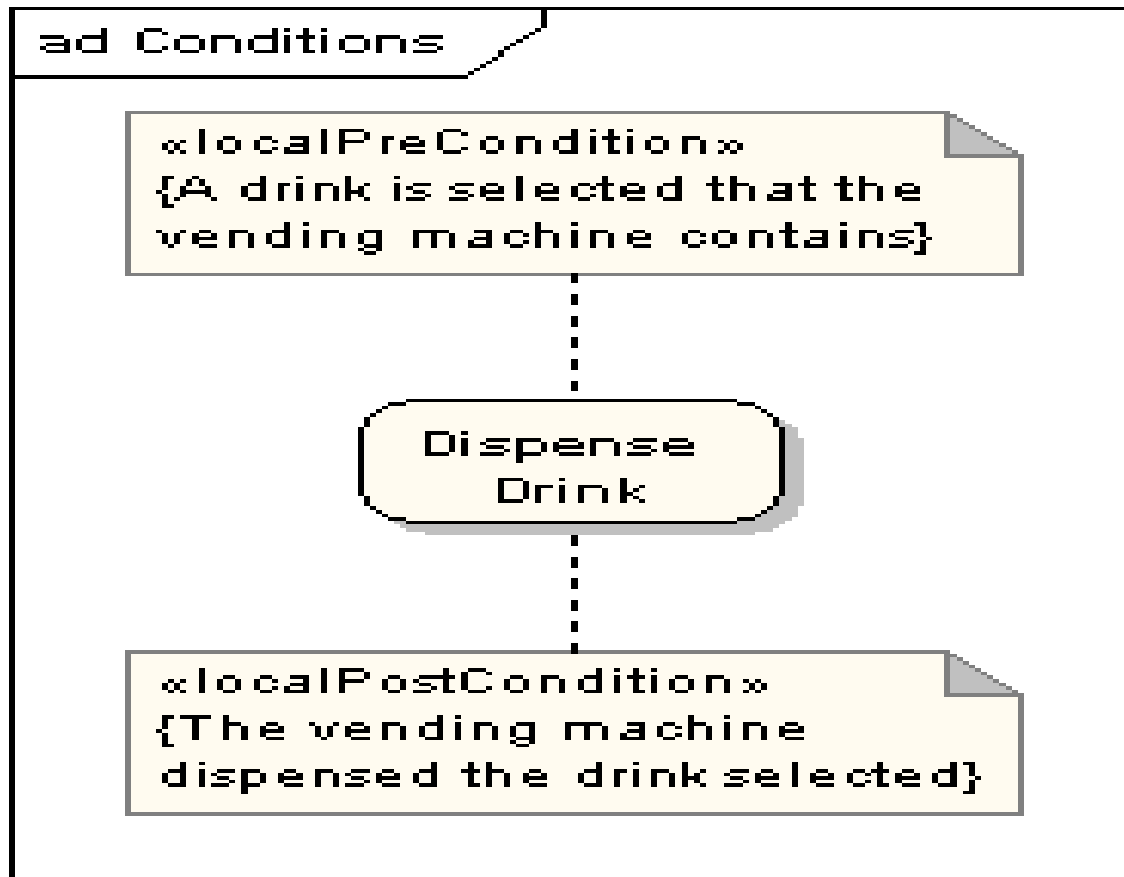 ad Conditions
«localPreCondition»
{A drink is selected that the
vending machine contains}
Dispense
Drink
«localPostCondition»
{The vending machine
dispensed the drink selected}